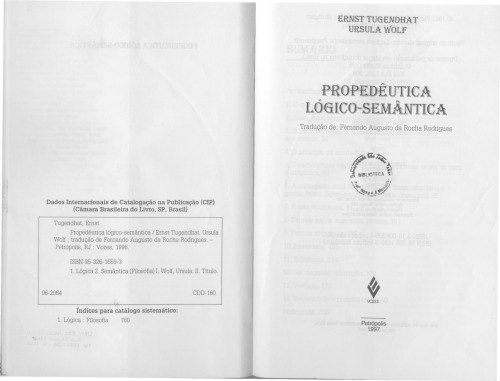 Dados Internacionais de Catalogação na Publicação (CIP)
(Câmara Brasileira do Livro, SP, Brasil)
Tugendhat, Ernst
Propedêutica lógico-semântica / Ernst Tugendhat, Ursula
Wolf ; tradução de Fernando Augusto da Rocha Rodrigues. –
Petrópolis, RJ : Vozes, 1996.
ISBN 85-326-1659-3
1. Lógica 2. Semântica (Filosofia) I. Wolf, Ursula. II. Título.
96-2064 CDD-160
Índices para catálogo sistemático:
1. Lógica : Filosofia 160
ERNST TUGENDHAT
URSULA WOLF
PROPEDÊUTICA
LÓGICO-SEMÂNTICA
Tradução de: Fernando Augusto da Rocha Rodrigues
BIBLIOTECA
VOZES
Petrópolis
1997